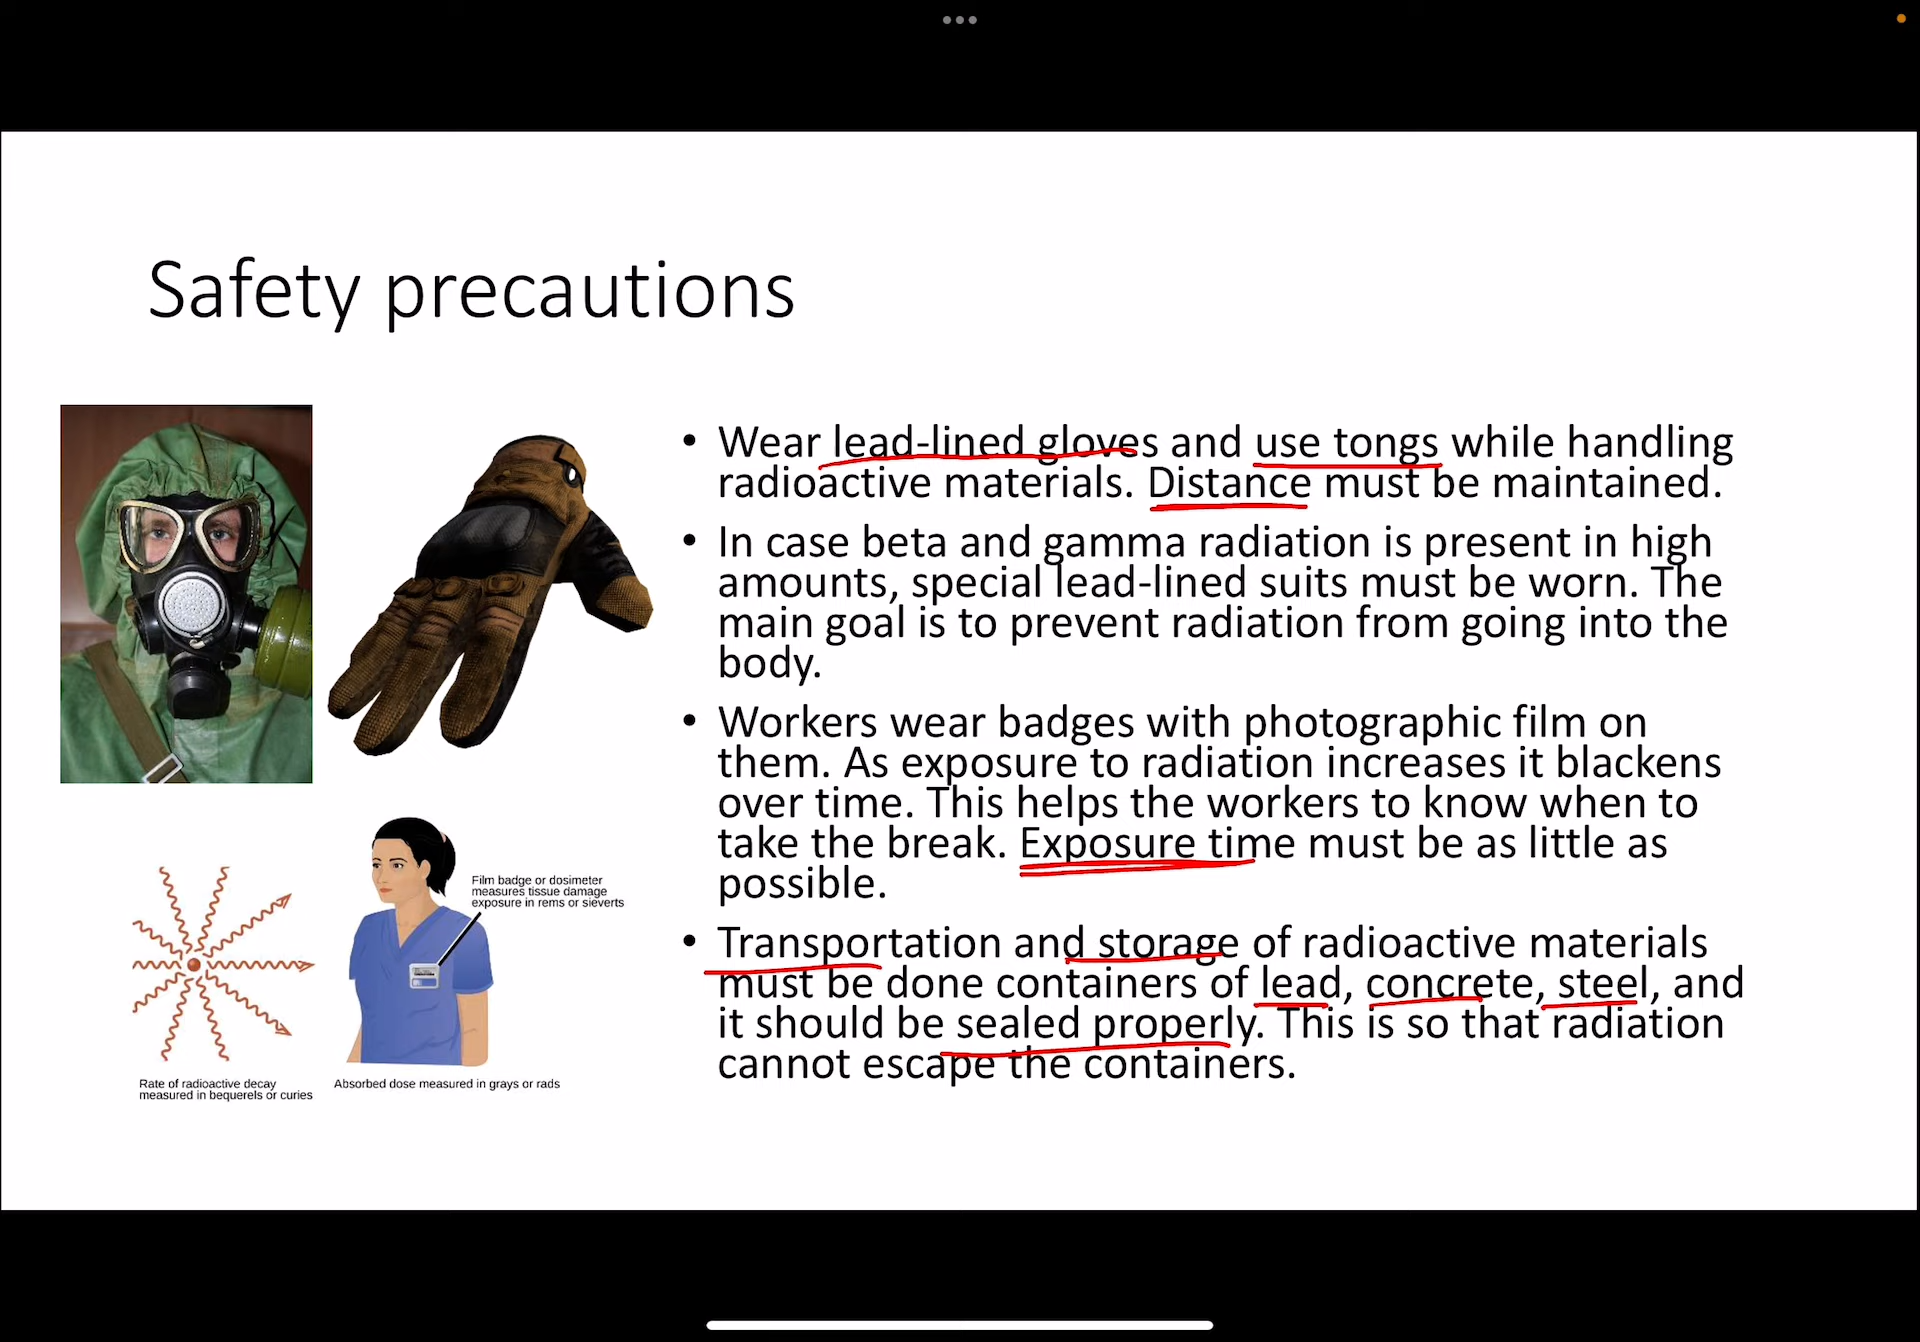 Safety precautions
• Wear lead-lined gloves and use tongs while handling
radioactive materials. Distance must be maintained.
• In case beta and gamma radiation is present in high
amounts, special lead-lined suits must be worn. The
main goal is to prevent radiation from going into the
body.
• Workers wear badges with photographic film on
them. As exposure to radiation increases it blackens
over time. This helps the workers to know when to
take the break. Exposure time must be as little as
possible.
• Transportation and storage of radioactive materials
must be done containers of lead, concrete, steel, and
it should be sealed properly. This is so that radiation
cannot escape the containers.
Film badge or dosimeter
measures tissue damage
exposure in rems or sieverts
Rate of radioactive decay
measured in bequerels or curies
Absorbed dose measured in grays or rads